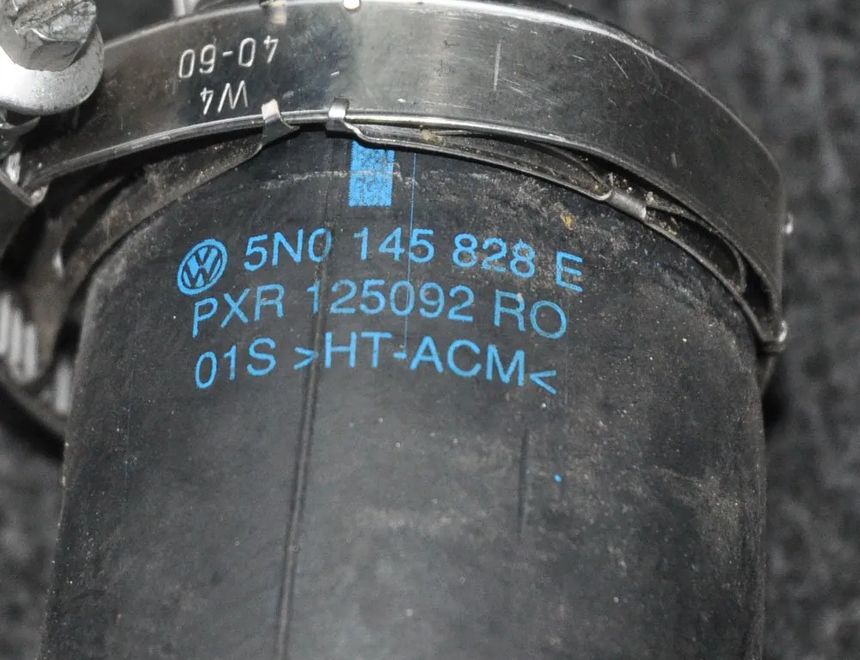 40-60
W4
5N0 145 828 E
PXR 125092 RO
01S >HT-ACM<